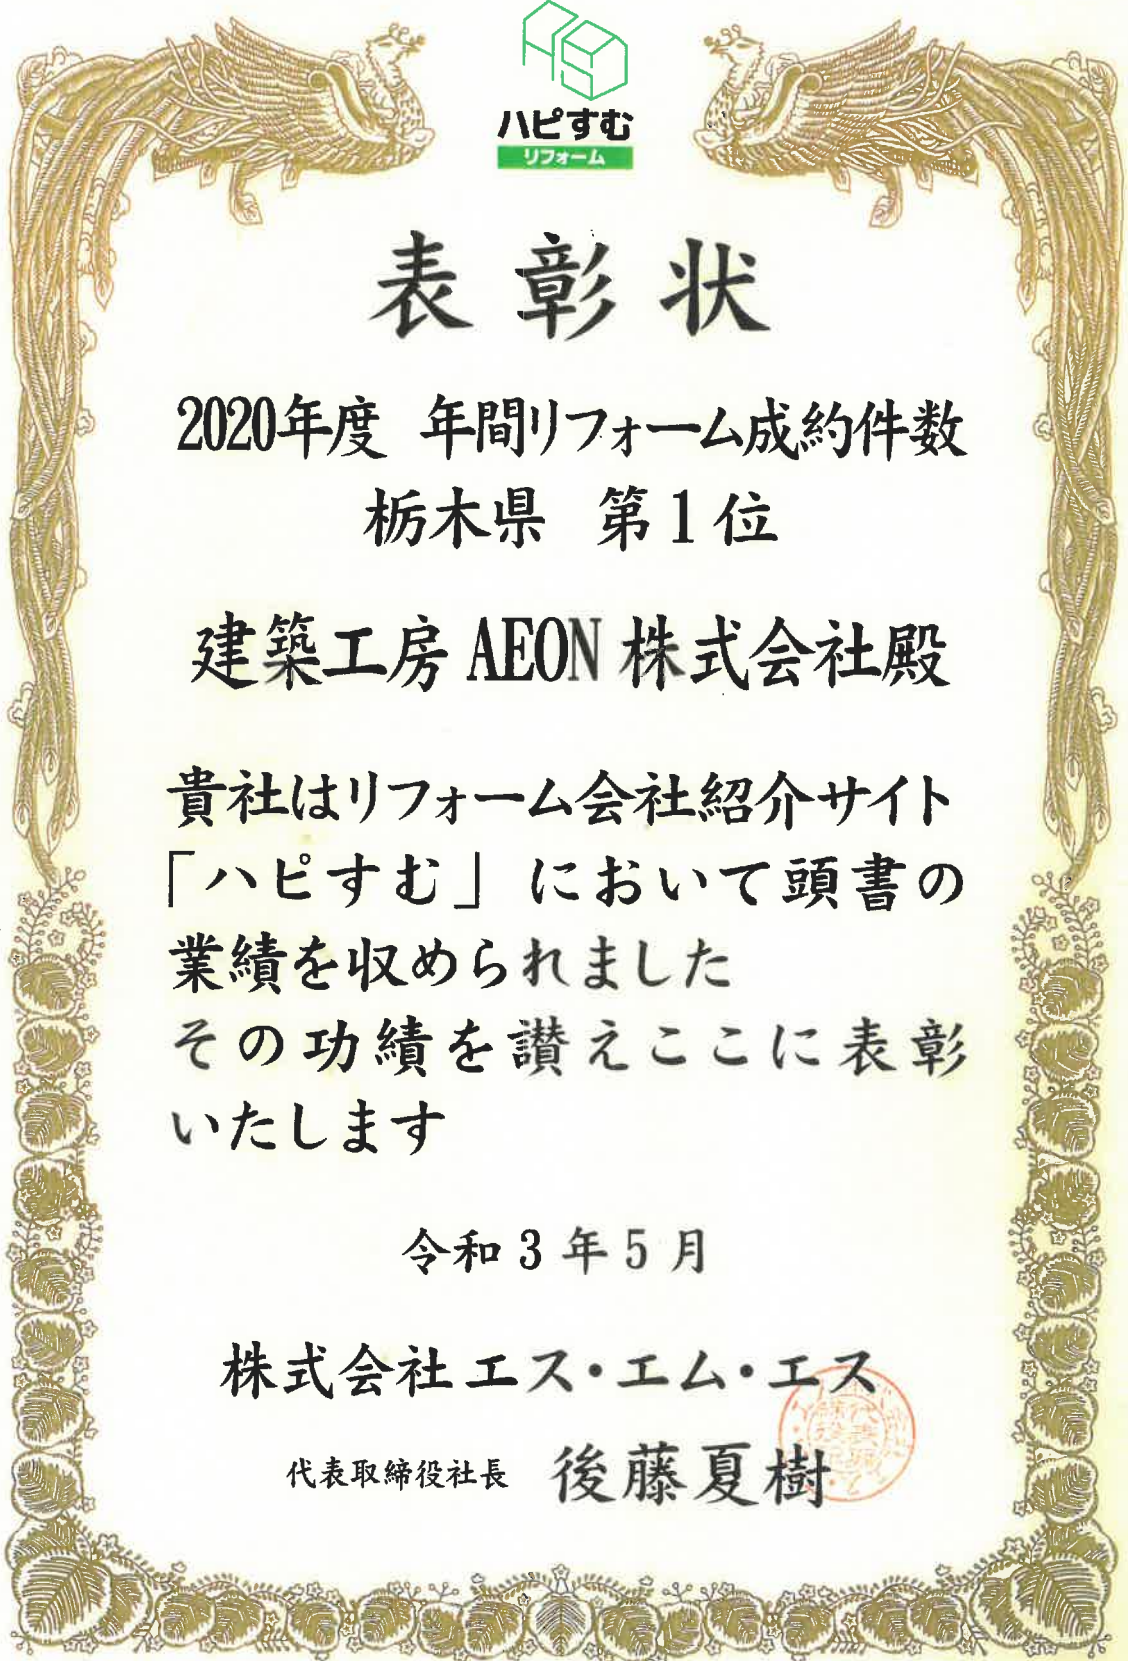 ハピすむ
リフォーム
表彰状
2020年度 年間リフォーム成約件数
栃木県 第1位
建築工房 AEON 株式会社殿
貴社はリフォーム会社紹介サイト
「ハピすむ」において頭書の
業績を収められました
その功績を讃えここに表彰
いたします
令和3年5月
株式会社エス・エム・エス
代表取締役社長 後藤夏樹